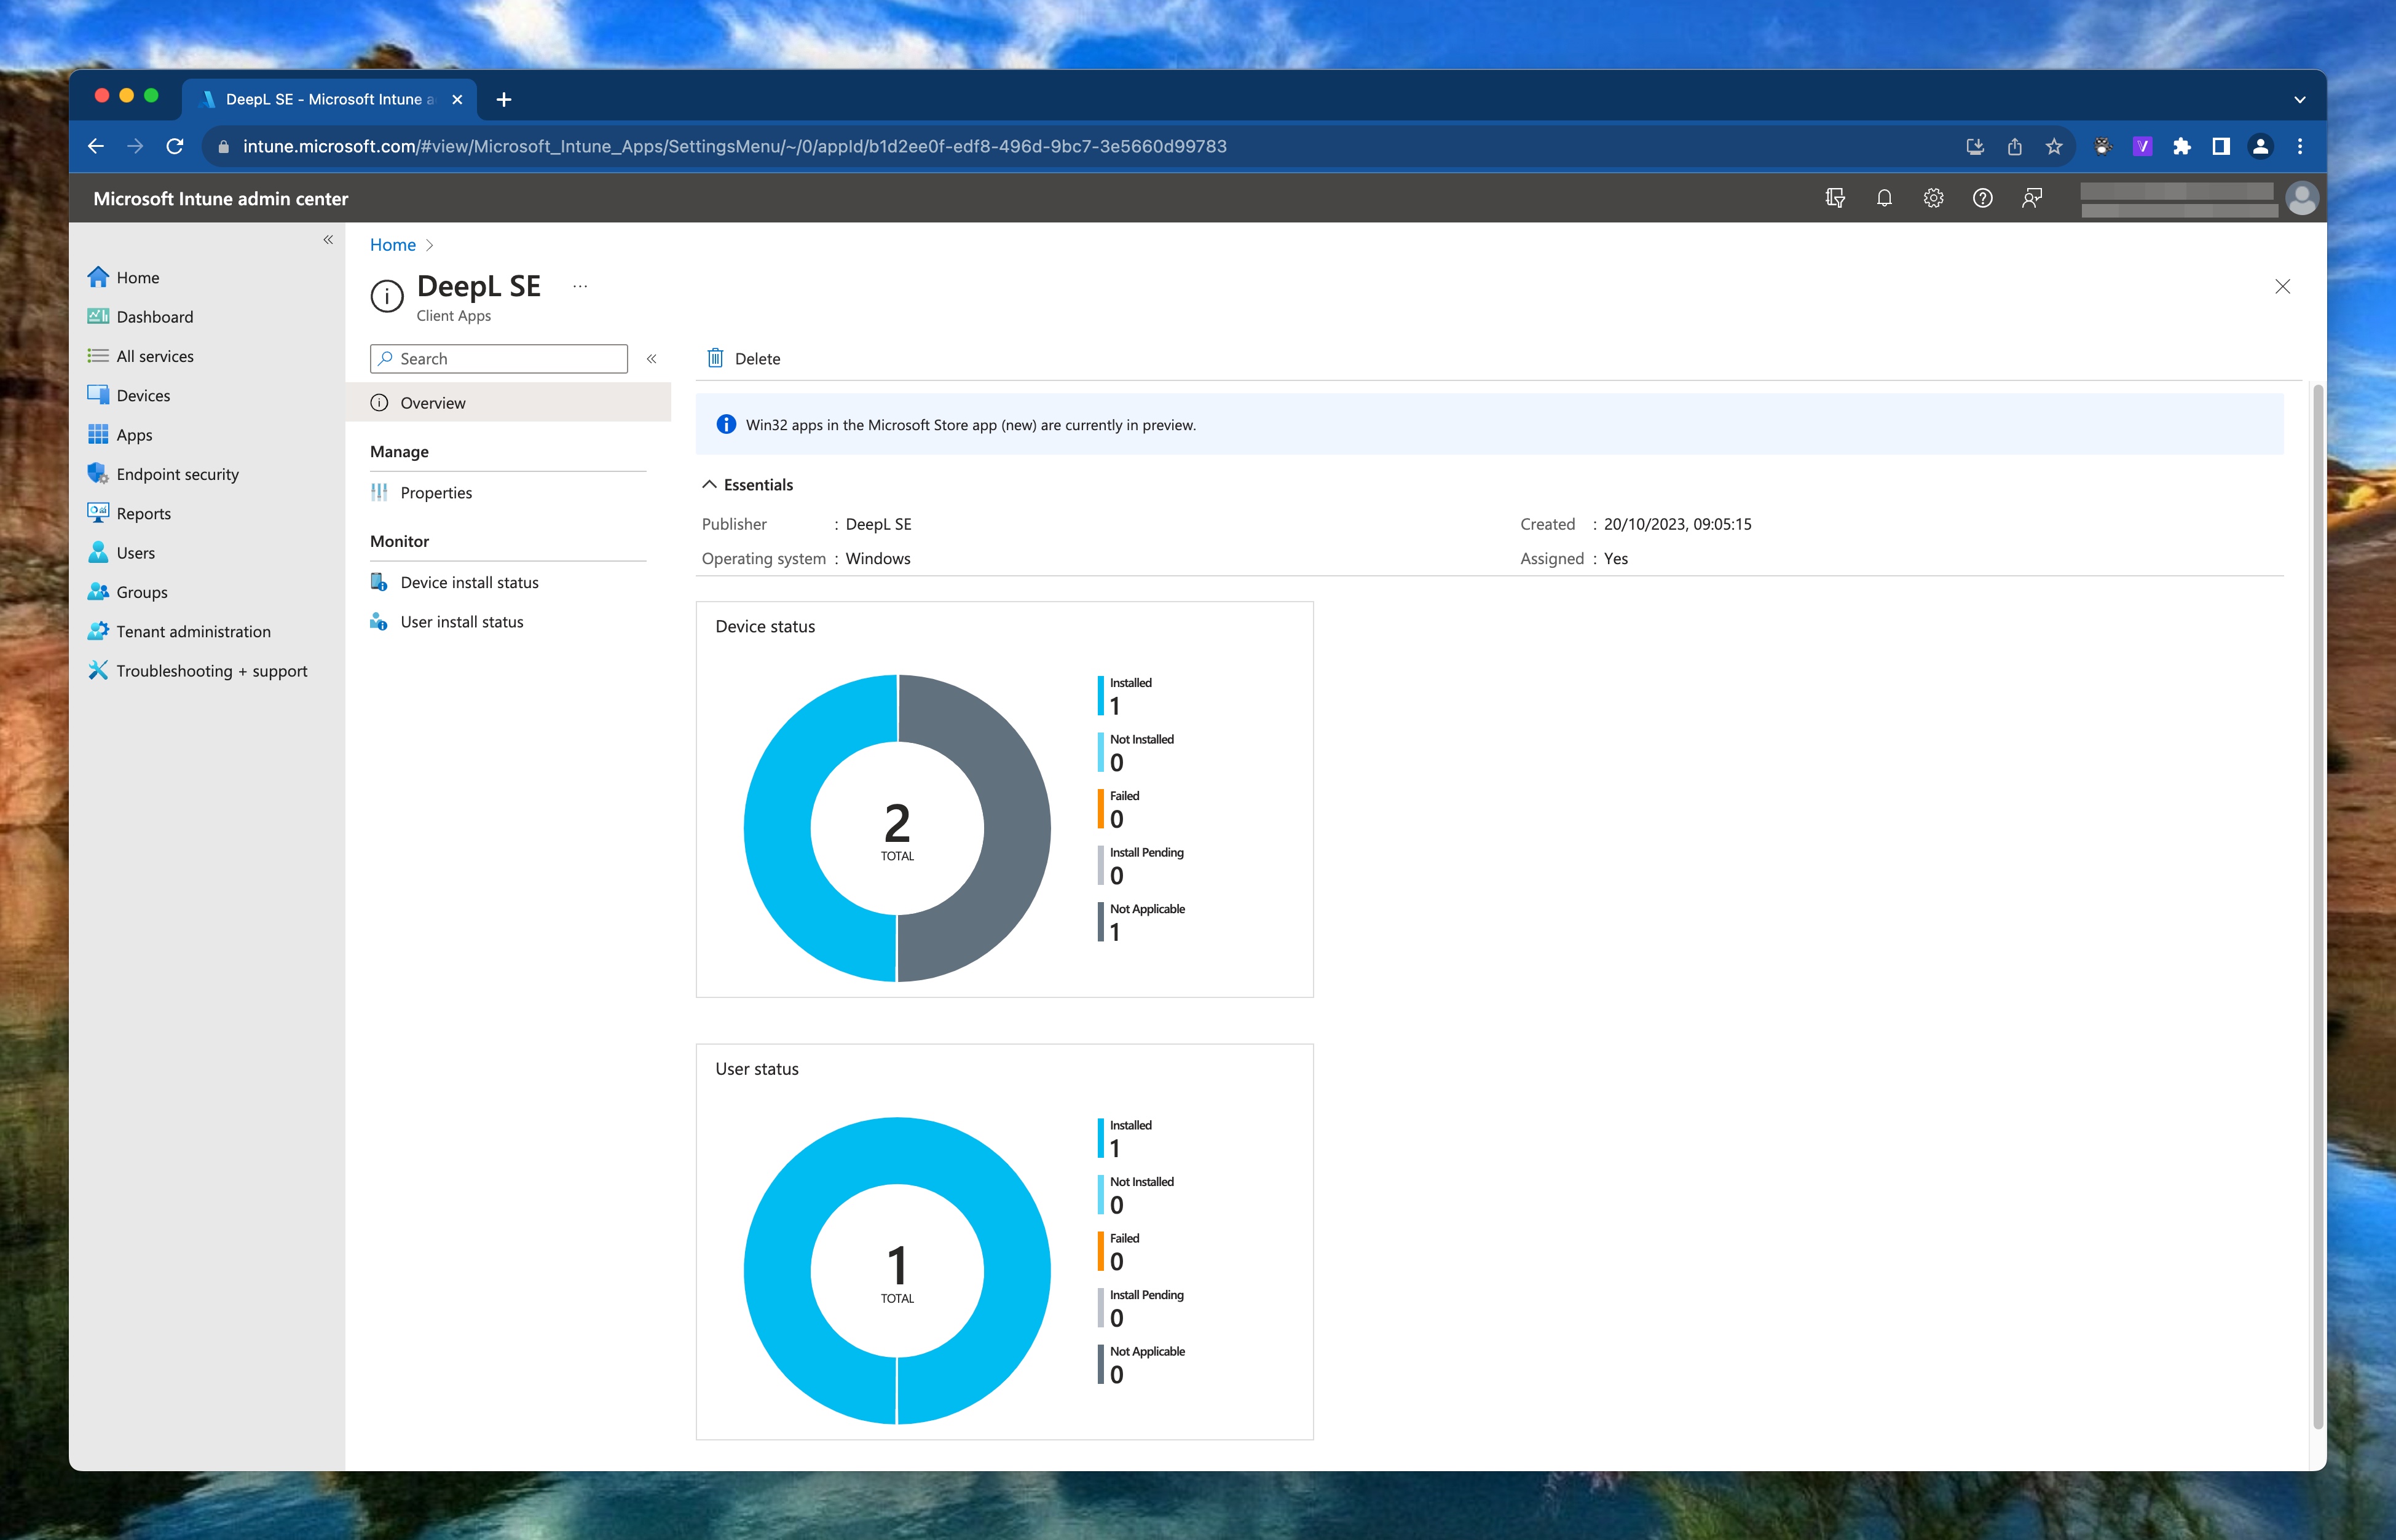 DeepL SE - Microsoft Intune a
intune.microsoft.com/#view/Microsoft_Intune_Apps/SettingsMenu/~/0/appId/b1d2ee0f-edf8-496d-9bc7-3e5660d99783
Microsoft Intune admin center
Home
Dashboard
All services
Devices
Apps
Endpoint security
Reports
Users
Groups
Tenant administration
Troubleshooting + support
Home
DeepL SE ...
Client Apps
Search
Overview
Manage
Properties
Monitor
Device install status
User install status
Delete
Win32 apps in the Microsoft Store app (new) are currently in preview.
Essentials
Publisher : DeepL SE
Operating system : Windows
Created : 20/10/2023, 09:05:15
Assigned : Yes
Device status
2
TOTAL
Installed
1
Not Installed
0
Failed
0
Install Pending
0
Not Applicable
1
User status
1
TOTAL
Installed
1
Not Installed
0
Failed
0
Install Pending
0
Not Applicable
0